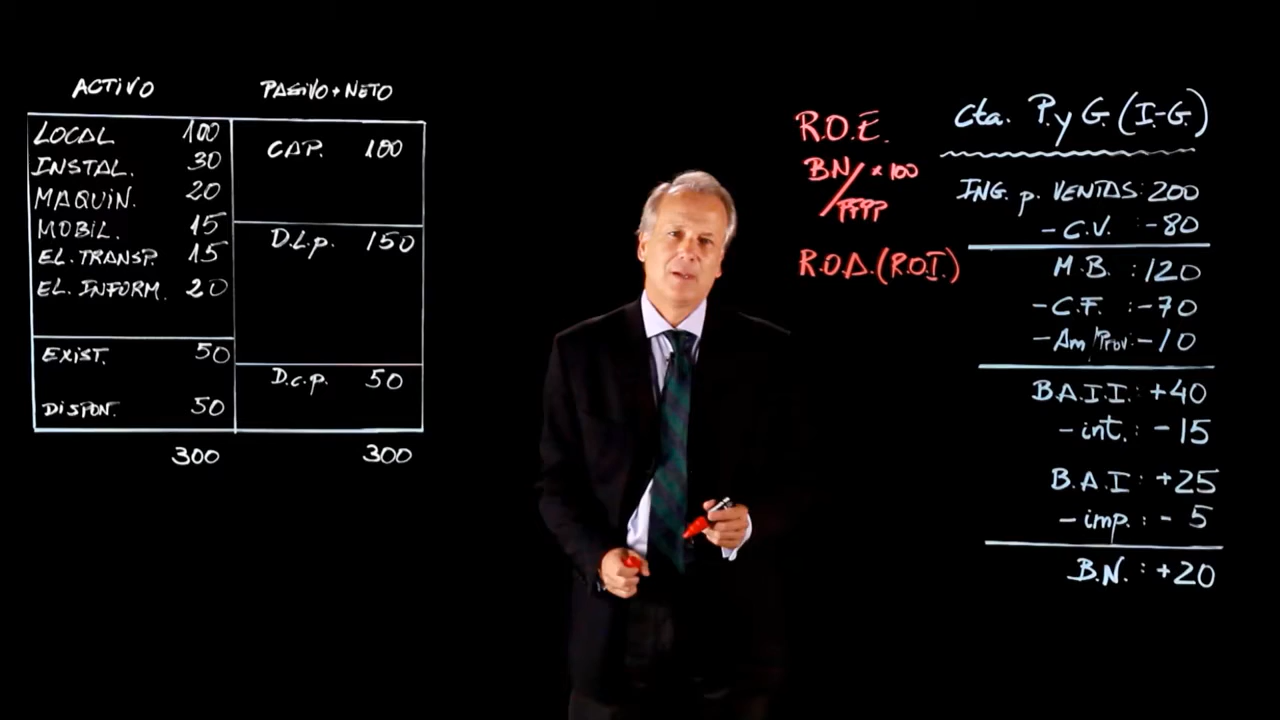 ACTIVO
PASIVO + NETO
LOCAL 100
INSTAL. 30
MAQUIN. 20
MOBIL. 15
EL. TRANSP. 15
EL. INFORM. 20
EXIST. 50
DISPON. 50
300
CAP. 100
D.L.p. 150
D.c.p. 50
300
R.O.E.
BN/ × 100
PPPP
R.O.A. (R.O.I.)
Cta. P. y G. (I-G.)
ING. p. VENTAS: 200
- C.V. : -80
M.B. : 120
- C.F. : -70
- Am/Prov: -10
B.A.I.I. : +40
- int. : -15
B.A.I : +25
- imp. : - 5
B.N. : +20